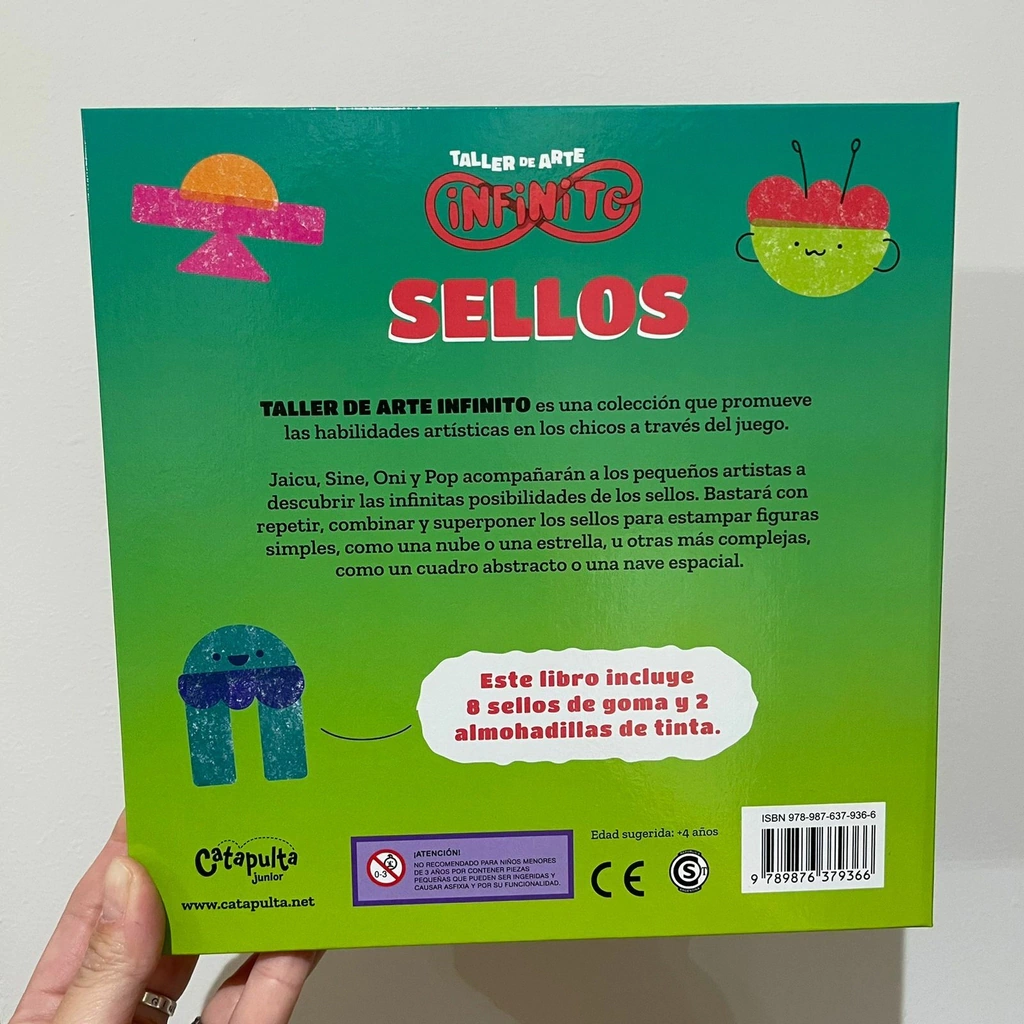 TALLER DE ARTE
INFINITO
SELLOS
TALLER DE ARTE INFINITO es una colección que promueve
las habilidades artísticas en los chicos a través del juego.
Jaicu, Sine, Oni y Pop acompañarán a los pequeños artistas a
descubrir las infinitas posibilidades de los sellos. Bastará con
repetir, combinar y superponer los sellos para estampar figuras
simples, como una nube o una estrella, u otras más complejas,
como un cuadro abstracto o una nave espacial.
Este libro incluye
8 sellos de goma y 2
almohadillas de tinta.
Catapulta
junior
www.catapulta.net
0-3
¡ATENCIÓN!
NO RECOMENDADO PARA NIÑOS MENORES
DE 3 AÑOS POR CONTENER PIEZAS
PEQUEÑAS QUE PUEDEN SER INGERIDAS Y
CAUSAR ASFIXIA Y POR SU FUNCIONALIDAD.
Edad sugerida: +4 años
CE
S
ISBN 978-987-637-936-6
9 789876 379366